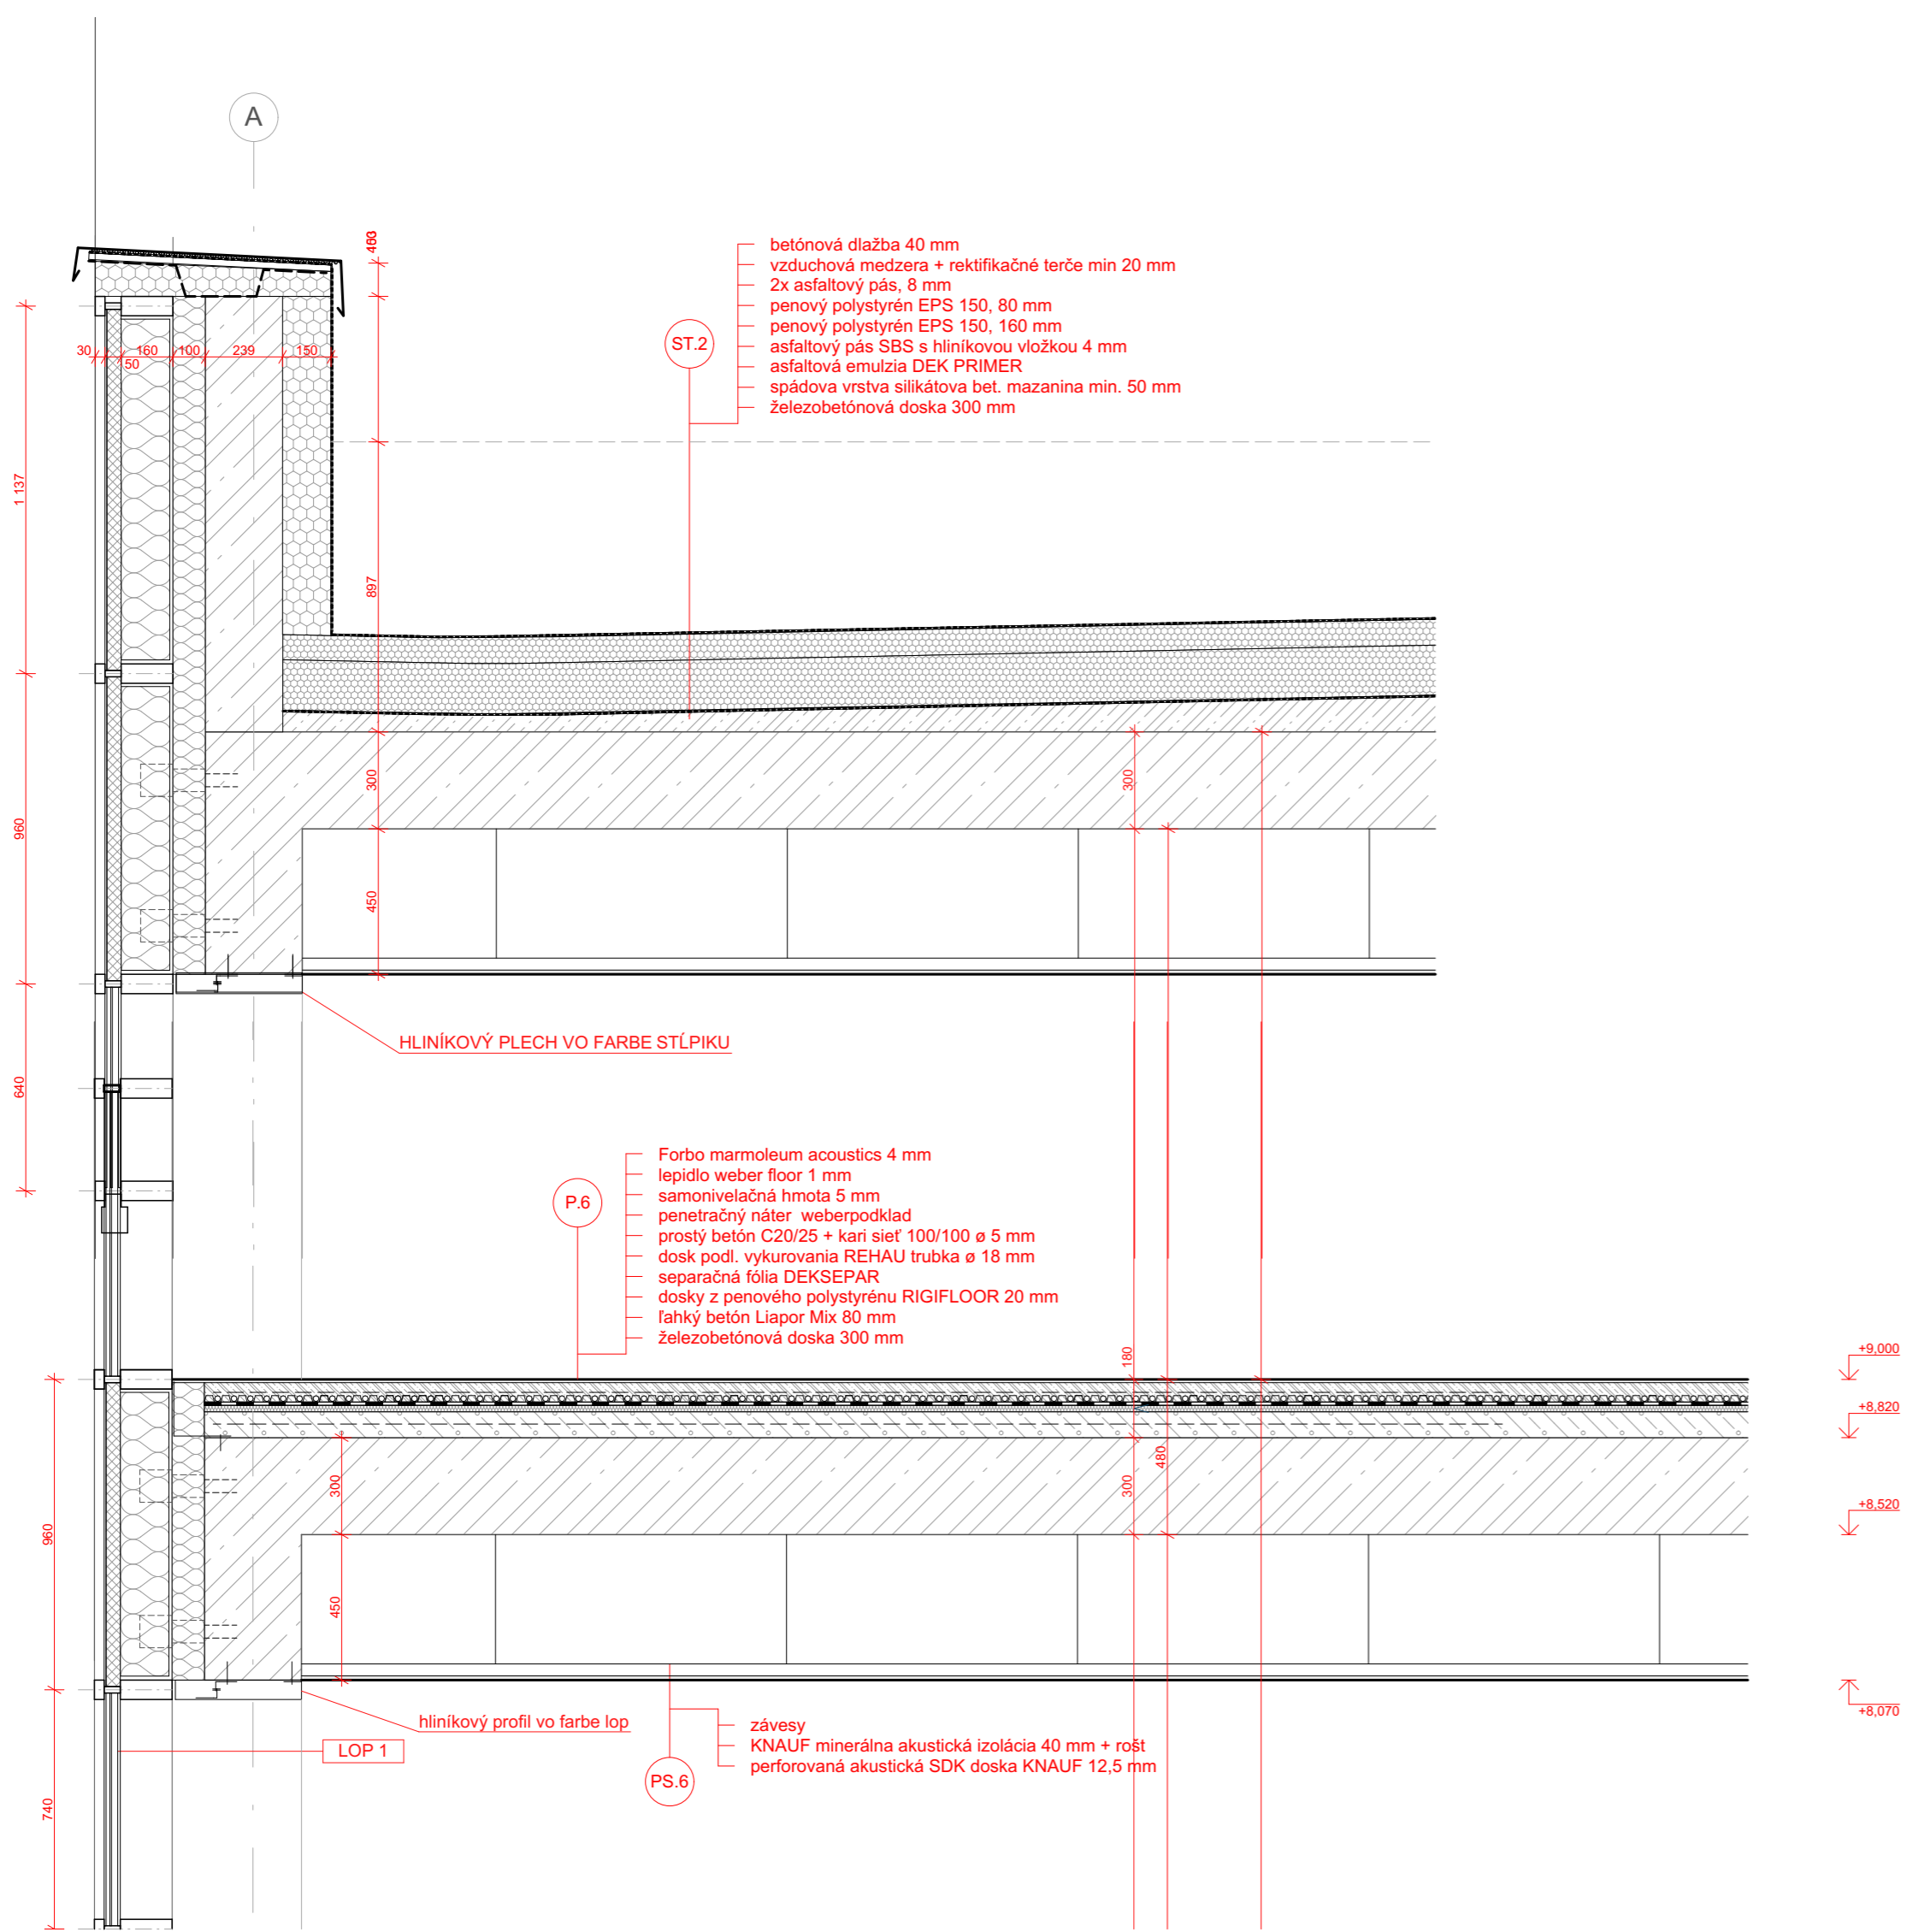 A
betónová dlažba 40 mm
vzduchová medzera + rektifikačné terče min 20 mm
2x asfaltový pás, 8 mm
penový polystyrén EPS 150, 80 mm
penový polystyrén EPS 150, 160 mm
asfaltový pás SBS s hliníkovou vložkou 4 mm
asfaltová emulzia DEK PRIMER
spádova vrstva silikátova bet. mazanina min. 50 mm
železobetónová doska 300 mm
ST.2
30
50
160
100
239
150
1 137
897
300
300
960
450
HLINÍKOVÝ PLECH VO FARBE STĹPIKU
640
Forbo marmoleum acoustics 4 mm
lepidlo weber floor 1 mm
samonivelačná hmota 5 mm
penetračný náter weberpodklad
prostý betón C20/25 + kari sieť 100/100 ø 5 mm
dosk podl. vykurovania REHAU trubka ø 18 mm
separačná fólia DEKSEPAR
dosky z penového polystyrénu RIGIFLOOR 20 mm
ľahký betón Liapor Mix 80 mm
železobetónová doska 300 mm
P.6
180
+9,000
+8,820
480
300
300
+8,520
960
450
+8,070
hliníkový profil vo farbe lop
LOP 1
závesy
KNAUF minerálna akustická izolácia 40 mm + rošt
perforovaná akustická SDK doska KNAUF 12,5 mm
PS.6
740